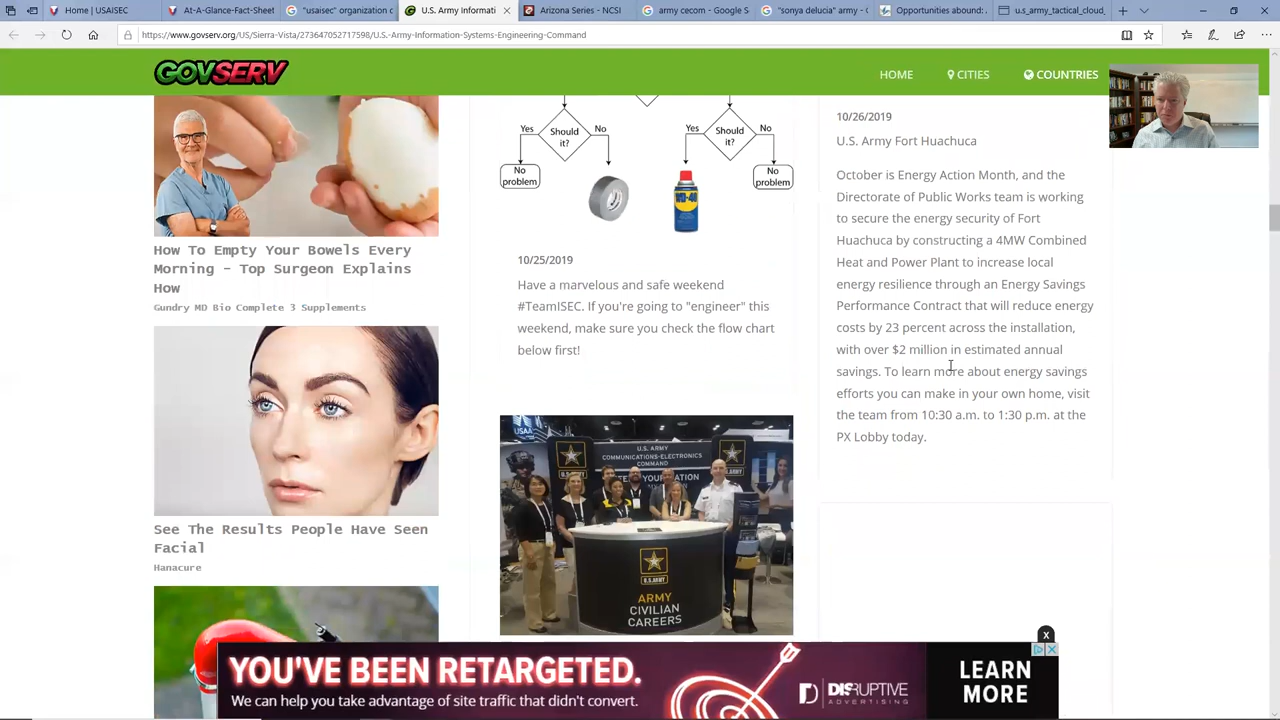 Home | USAISC
At-A-Glance-Fact-Sheet
"usaisec" organization c
U.S. Army Informati
Arizona Series - NCSI
army cecom - Google S
"sonya delucia" army -
Opportunities abound:
u.s_army_tactical_cloud_
https://www.govserv.org/US/Sierra-Vista/273647052717598/U.S.-Army-Information-Systems-Engineering-Command
GOVSERV
HOME
CITIES
COUNTRIES
How To Empty Your Bowels Every
Morning – Top Surgeon Explains
How
Gundry MD Bio Complete 3 Supplements
See The Results People Have Seen
Facial
Hanacure
Yes
Should
it?
No
Yes
Should
it?
No
No
problem
WD-40
No
problem
10/25/2019
Have a marvelous and safe weekend
#TeamISEC. If you're going to "engineer" this
weekend, make sure you check the flow chart
below first!
USAA
U.S. ARMY
COMMUNICATIONS-ELECTRONICS
COMMAND
U.S.ARMY
ARMY
CIVILIAN
CAREERS
10/26/2019
U.S. Army Fort Huachuca
October is Energy Action Month, and the
Directorate of Public Works team is working
to secure the energy security of Fort
Huachuca by constructing a 4MW Combined
Heat and Power Plant to increase local
energy resilience through an Energy Savings
Performance Contract that will reduce energy
costs by 23 percent across the installation,
with over $2 million in estimated annual
savings. To learn more about energy savings
efforts you can make in your own home, visit
the team from 10:30 a.m. to 1:30 p.m. at the
PX Lobby today.
X
YOU'VE BEEN RETARGETED.
We can help you take advantage of site traffic that didn't convert.
DISRUPTIVE
ADVERTISING
LEARN
MORE